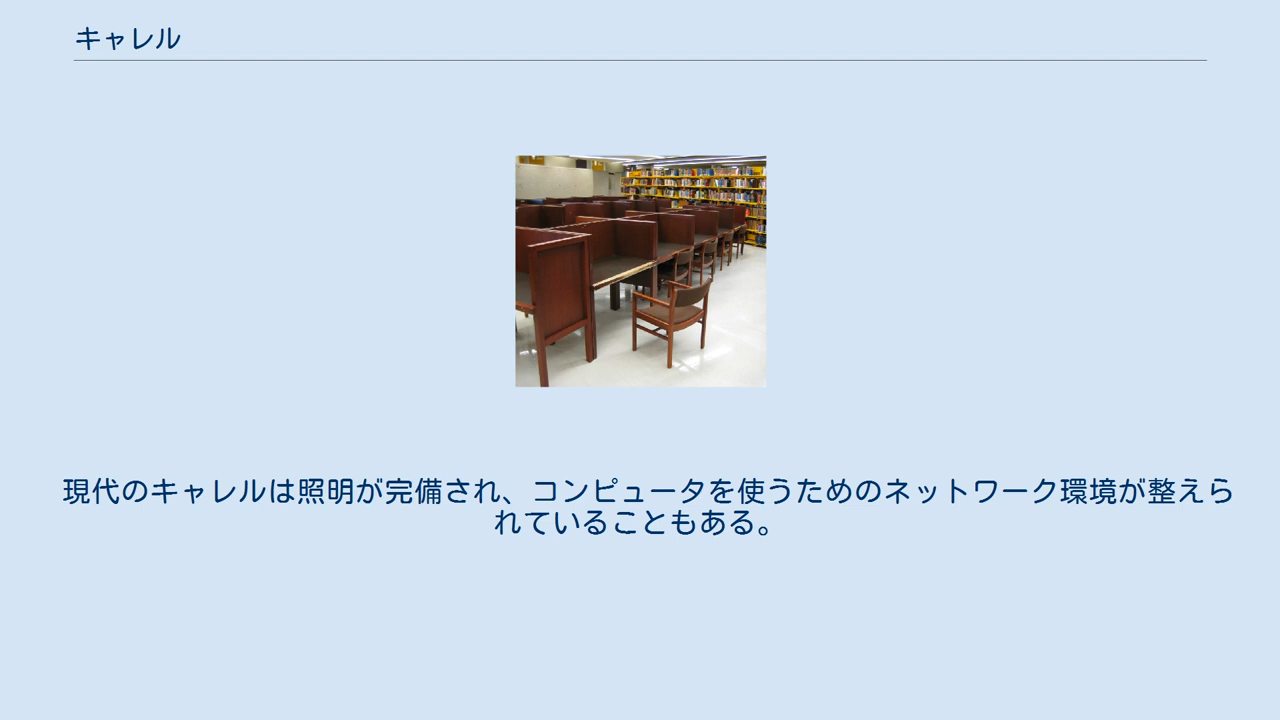 キャレル
現代のキャレルは照明が完備され、コンピュータを使うためのネットワーク環境が整えら
れていることもある。